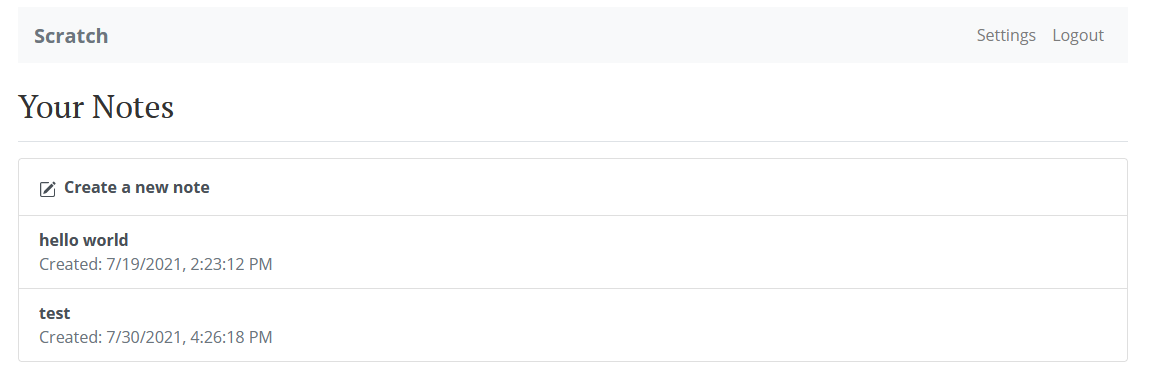 Scratch
Settings Logout
Your Notes
Create a new note
hello world
Created: 7/19/2021, 2:23:12 PM
test
Created: 7/30/2021, 4:26:18 PM